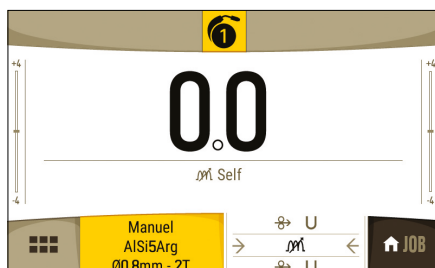 1
+4
+4
0.0
Self
-4
-4
Manuel
AlSi5Arg
Ø0.8mm - 2T
U
U
JOB